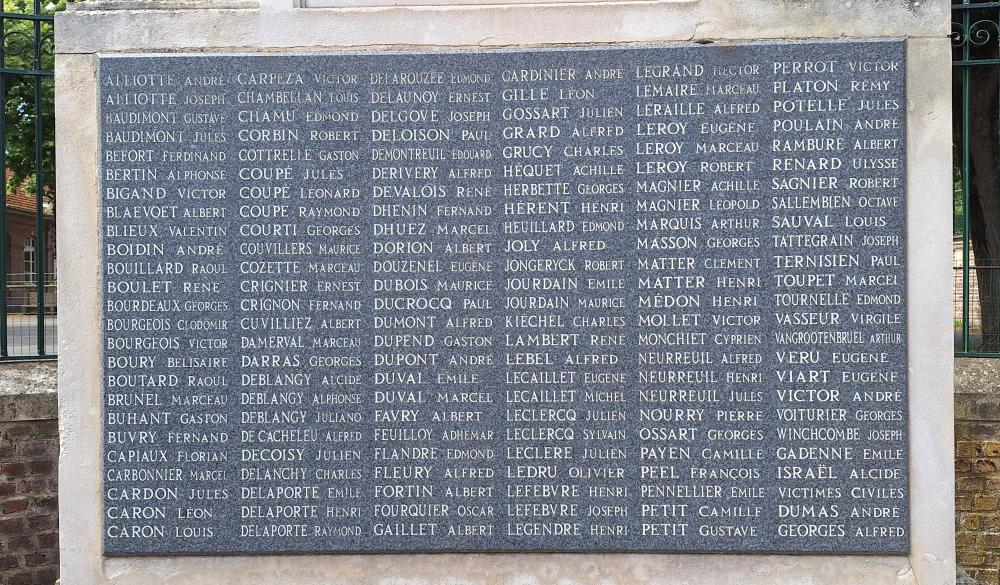 ALLIOTTE ANDRÉ
ALLIOTTE JOSEPH
BAUDIMONT GUSTAVE
BAUDIMONT JULES
BEFORT FERDINAND
BERTIN ALPHONSE
BIGAND VICTOR
BLAEVOET ALBERT
BLIEUX VALENTIN
BOIDIN ANDRÉ
BOUILLARD RAOUL
BOULET RENÉ
BOURDEAUX GEORGES
BOURGEOIS CLODOMIR
BOURGEOIS VICTOR
BOURY BELISAIRE
BOUTARD RAOUL
BRUNEL MARCEAU
BUHANT GASTON
BUVRY FERNAND
CAPIAUX FLORIAN
CARBONNIER MARCEL
CARDON JULES
CARON LÉON
CARON LOUIS
CARPEZA VICTOR
CHAMBELLAN LOUIS
CHAMU EDMOND
CORBIN ROBERT
COTTRELLE GASTON
COUPÉ JULES
COUPÉ LÉONARD
COUPE RAYMOND
COURTI GEORGES
COUVILLERS MAURICE
COZETTE MARCEAU
CRIGNIER ERNEST
CRIGNON FERNAND
CUVILLIEZ ALBERT
DAMERVAL MARCEAU
DARRAS GEORGES
DEBLANGY ALCIDE
DEBLANGY ALPHONSE
DEBLANGY JULIANO
DE CACHELEU ALFRED
DECOISY JULIEN
DELANCHY CHARLES
DELAPORTE EMILE
DELAPORTE HENRI
DELAPORTE RAYMOND
DELAROUZÉE EDMOND
DELAUNOY ERNEST
DELGOVE JOSEPH
DELOISON PAUL
DEMONTREUIL EDOUARD
DERIVERY ALFRED
DEVALOIS RENÉ
DHENIN FERNAND
DHUEZ MARCEL
DORION ALBERT
DOUZENEL EUGÈNE
DUBOIS MAURICE
DUCROCQ PAUL
DUMONT ALFRED
DUPEND GASTON
DUPONT ANDRÉ
DUVAL EMILE
DUVAL MARCEL
FAVRY ALBERT
FEUILLOY ADHEMAR
FLANDRE EDMOND
FLEURY ALFRED
FORTIN ALBERT
FOURQUIER OSCAR
GAILLET ALBERT
GARDINIER ANDRÉ
GILLE LÉON
GOSSART JULIEN
GRARD ALFRED
GRUCY CHARLES
HÉQUET ACHILLE
HERBETTE GEORGES
HÉRENT HENRI
HEUILLARD EDMOND
JOLY ALFRED
JONGERYCK ROBERT
JOURDAIN EMILE
JOURDAIN MAURICE
KIECHEL CHARLES
LAMBERT RENÉ
LEBEL ALFRED
LECAILLET EUGENE
LECAILLET MICHEL
LECLERCQ JULIEN
LECLERCQ SYLVAIN
LECLERE JULIEN
LEDRU OLIVIER
LEFEBVRE HENRI
LEFEBVRE JOSEPH
LEGENDRE HENRI
LEGRAND HECTOR
LEMAIRE MARCEAU
LERAILLE ALFRED
LEROY EUGENE
LEROY MARCEAU
LEROY ROBERT
MAGNIER ACHILLE
MAGNIER LÉOPOLD
MARQUIS ARTHUR
MASSON GEORGES
MATTER CLEMENT
MATTER HENRI
MÉDON HENRI
MOLLET VICTOR
MONCHIET CYPRIEN
NEURREUIL ALFRED
NEURREUIL HENRI
NEURREUIL JULES
NOURRY PIERRE
OSSART GEORGES
PAYEN CAMILLE
PEEL FRANÇOIS
PENNELLIER EMILE
PETIT CAMILLE
PETIT GUSTAVE
PERROT VICTOR
PLATON RÉMY
POTELLE JULES
POULAIN ANDRÉ
RAMBURE ALBERT
RENARD ULYSSE
SAGNIER ROBERT
SALLEMBIEN OCTAVE
SAUVAL LOUIS
TATTEGRAIN JOSEPH
TERNISIEN PAUL
TOUPET MARCEL
TOURNELLE EDMOND
VASSEUR VIRGILE
VANGROOTENBRUEL ARTHUR
VERU EUGENE
VIART EUGENE
VICTOR ANDRÉ
VOITURIER GEORGES
WINCHCOMBE JOSEPH
GADENNE EMILE
ISRAËL ALCIDE
VICTIMES CIVILES
DUMAS ANDRÉ
GEORGES ALFRED